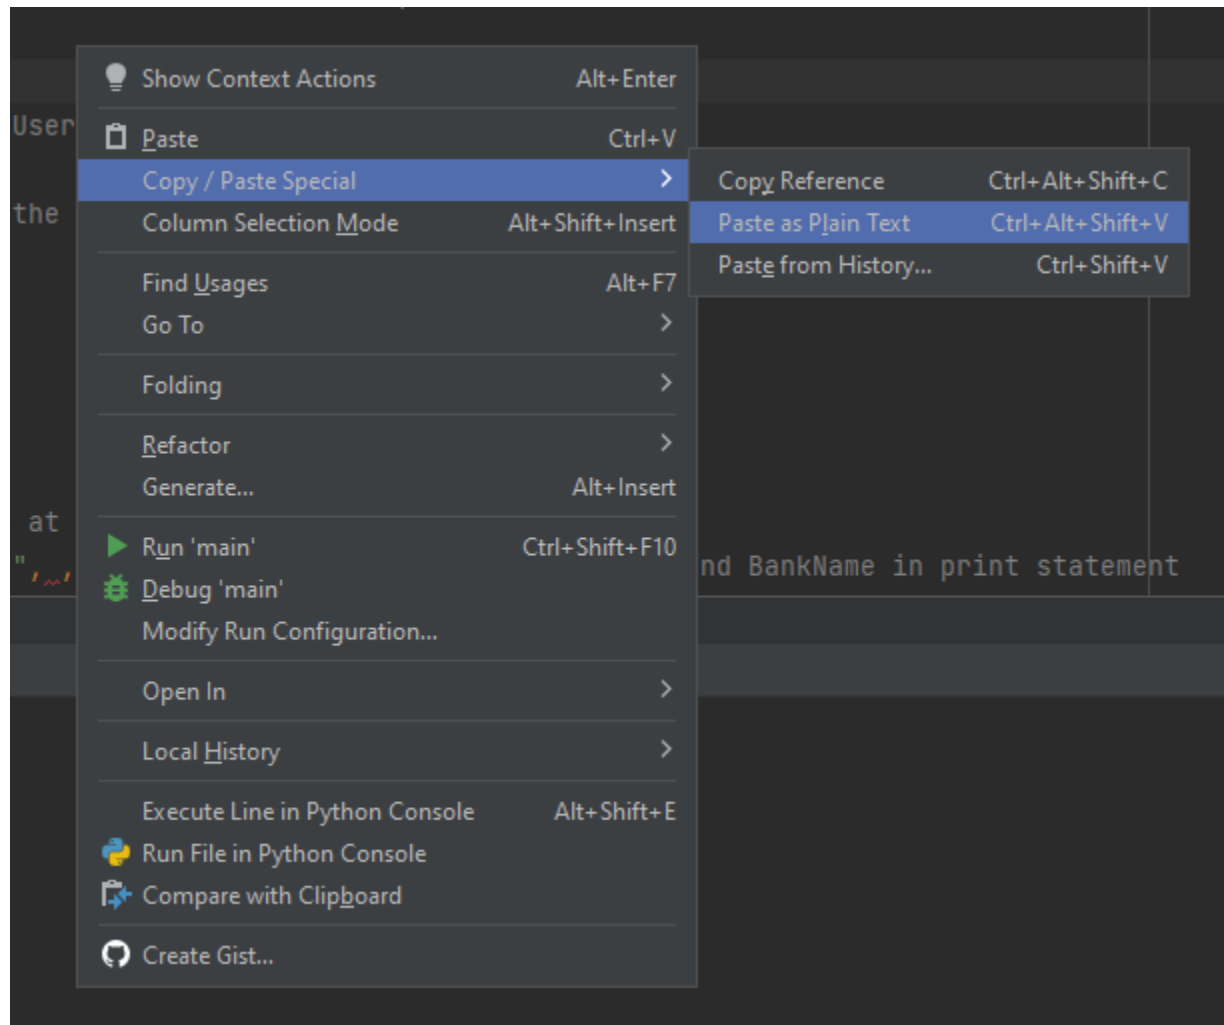 Show Context Actions Alt+Enter
User
Paste Ctrl+V
Copy / Paste Special
Copy Reference Ctrl+Alt+Shift+C
the
Column Selection Mode Alt+Shift+Insert
Paste as Plain Text Ctrl+Alt+Shift+V
Paste from History... Ctrl+Shift+V
Find Usages Alt+F7
Go To
Folding
Refactor
Generate... Alt+Insert
at
Run 'main' Ctrl+Shift+F10
",,
nd BankName in print statement
Debug 'main'
Modify Run Configuration...
Open In
Local History
Execute Line in Python Console Alt+Shift+E
Run File in Python Console
Compare with Clipboard
Create Gist...